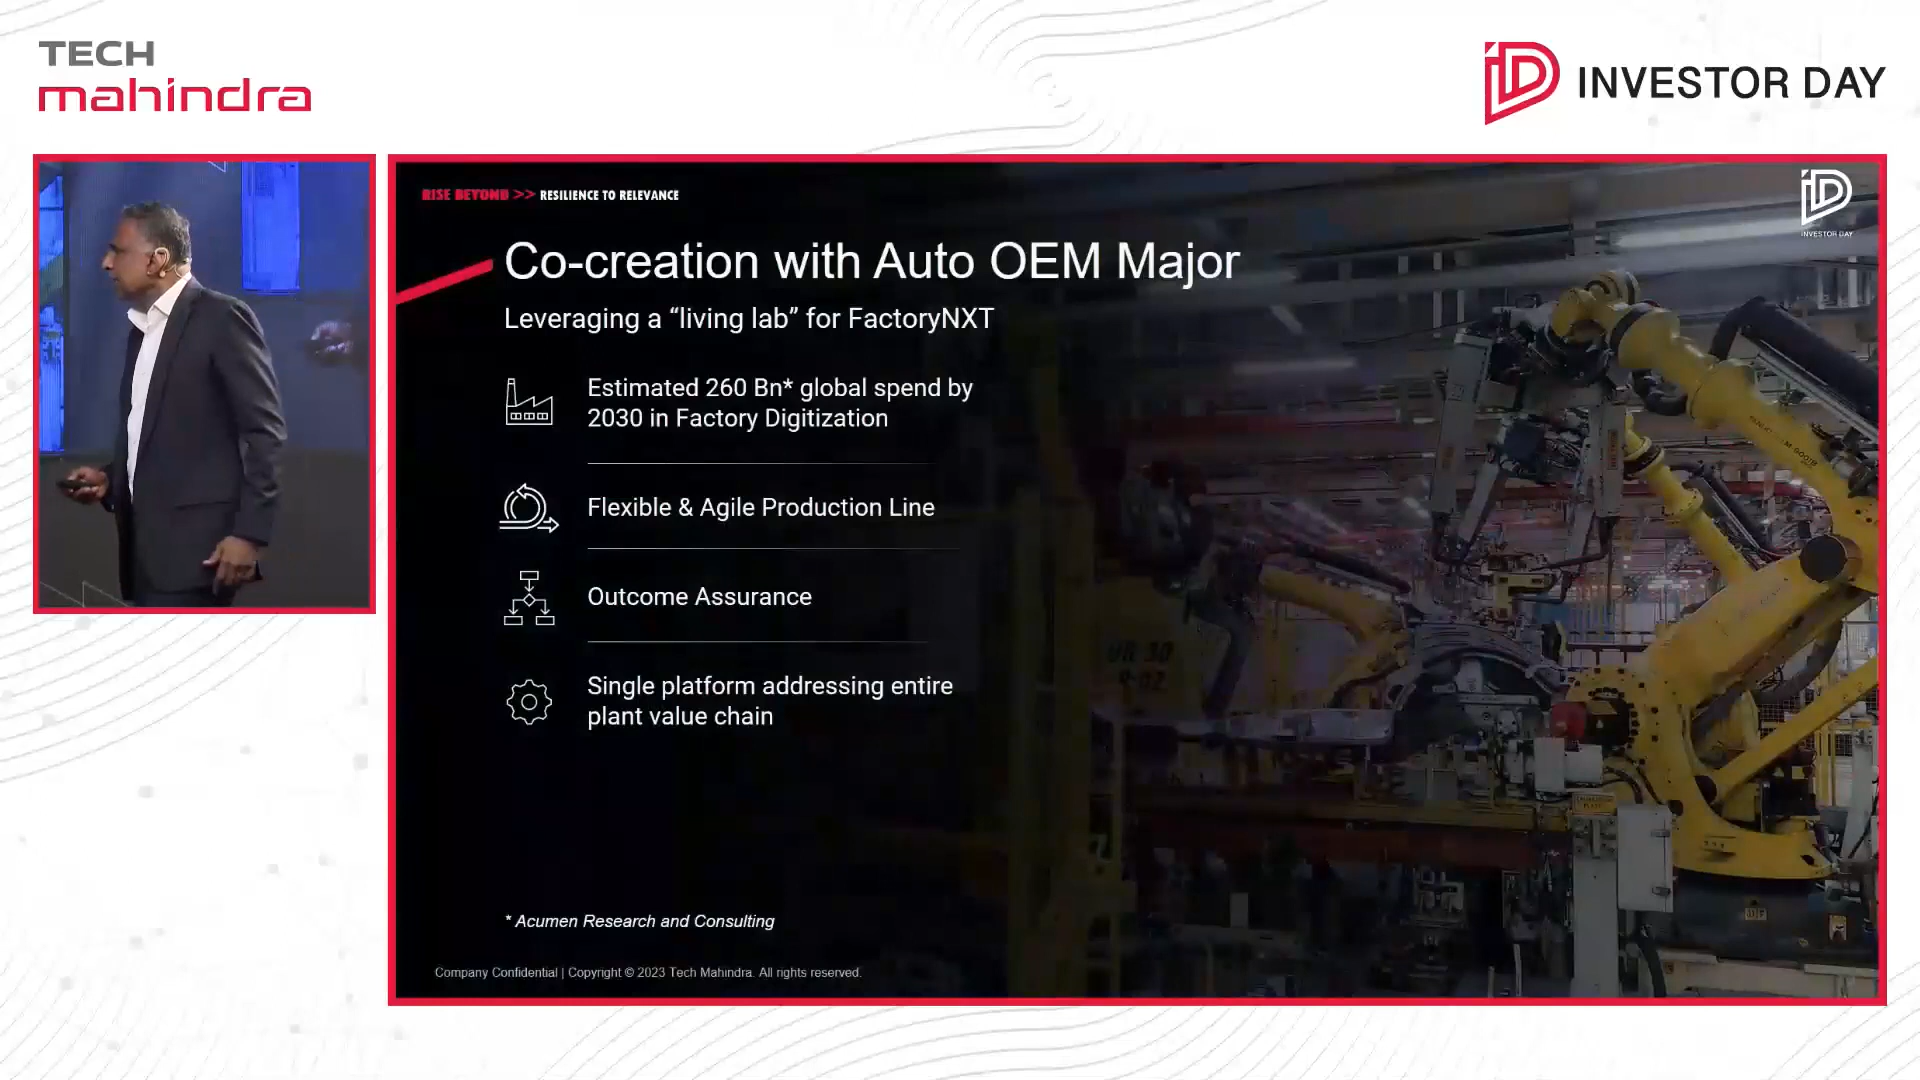 TECH
mahindra
INVESTOR DAY
RISE BEYOND >> RESILIENCE TO RELEVANCE
INVESTOR DAY
Co-creation with Auto OEM Major
Leveraging a “living lab” for FactoryNXT
Estimated 260 Bn* global spend by
2030 in Factory Digitization
Flexible & Agile Production Line
Outcome Assurance
Single platform addressing entire
plant value chain
* Acumen Research and Consulting
Company Confidential | Copyright © 2023 Tech Mahindra. All rights reserved.